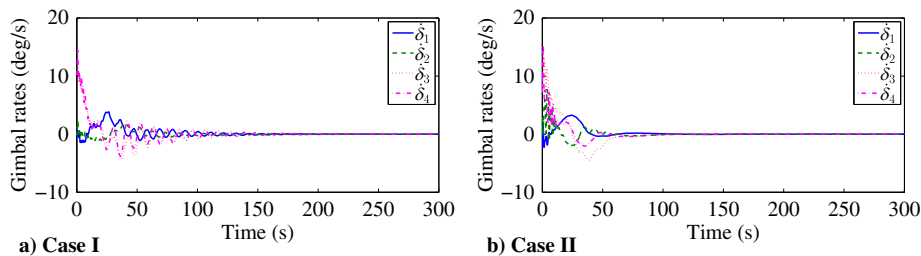 20
10
0
−10
Gimbal rates (deg/s)
0 50 100 150 200 250 300
Time (s)
δ̇1
δ̇2
δ̇3
δ̇4
a) Case I
20
10
0
−10
Gimbal rates (deg/s)
0 50 100 150 200 250 300
Time (s)
δ̇1
δ̇2
δ̇3
δ̇4
b) Case II